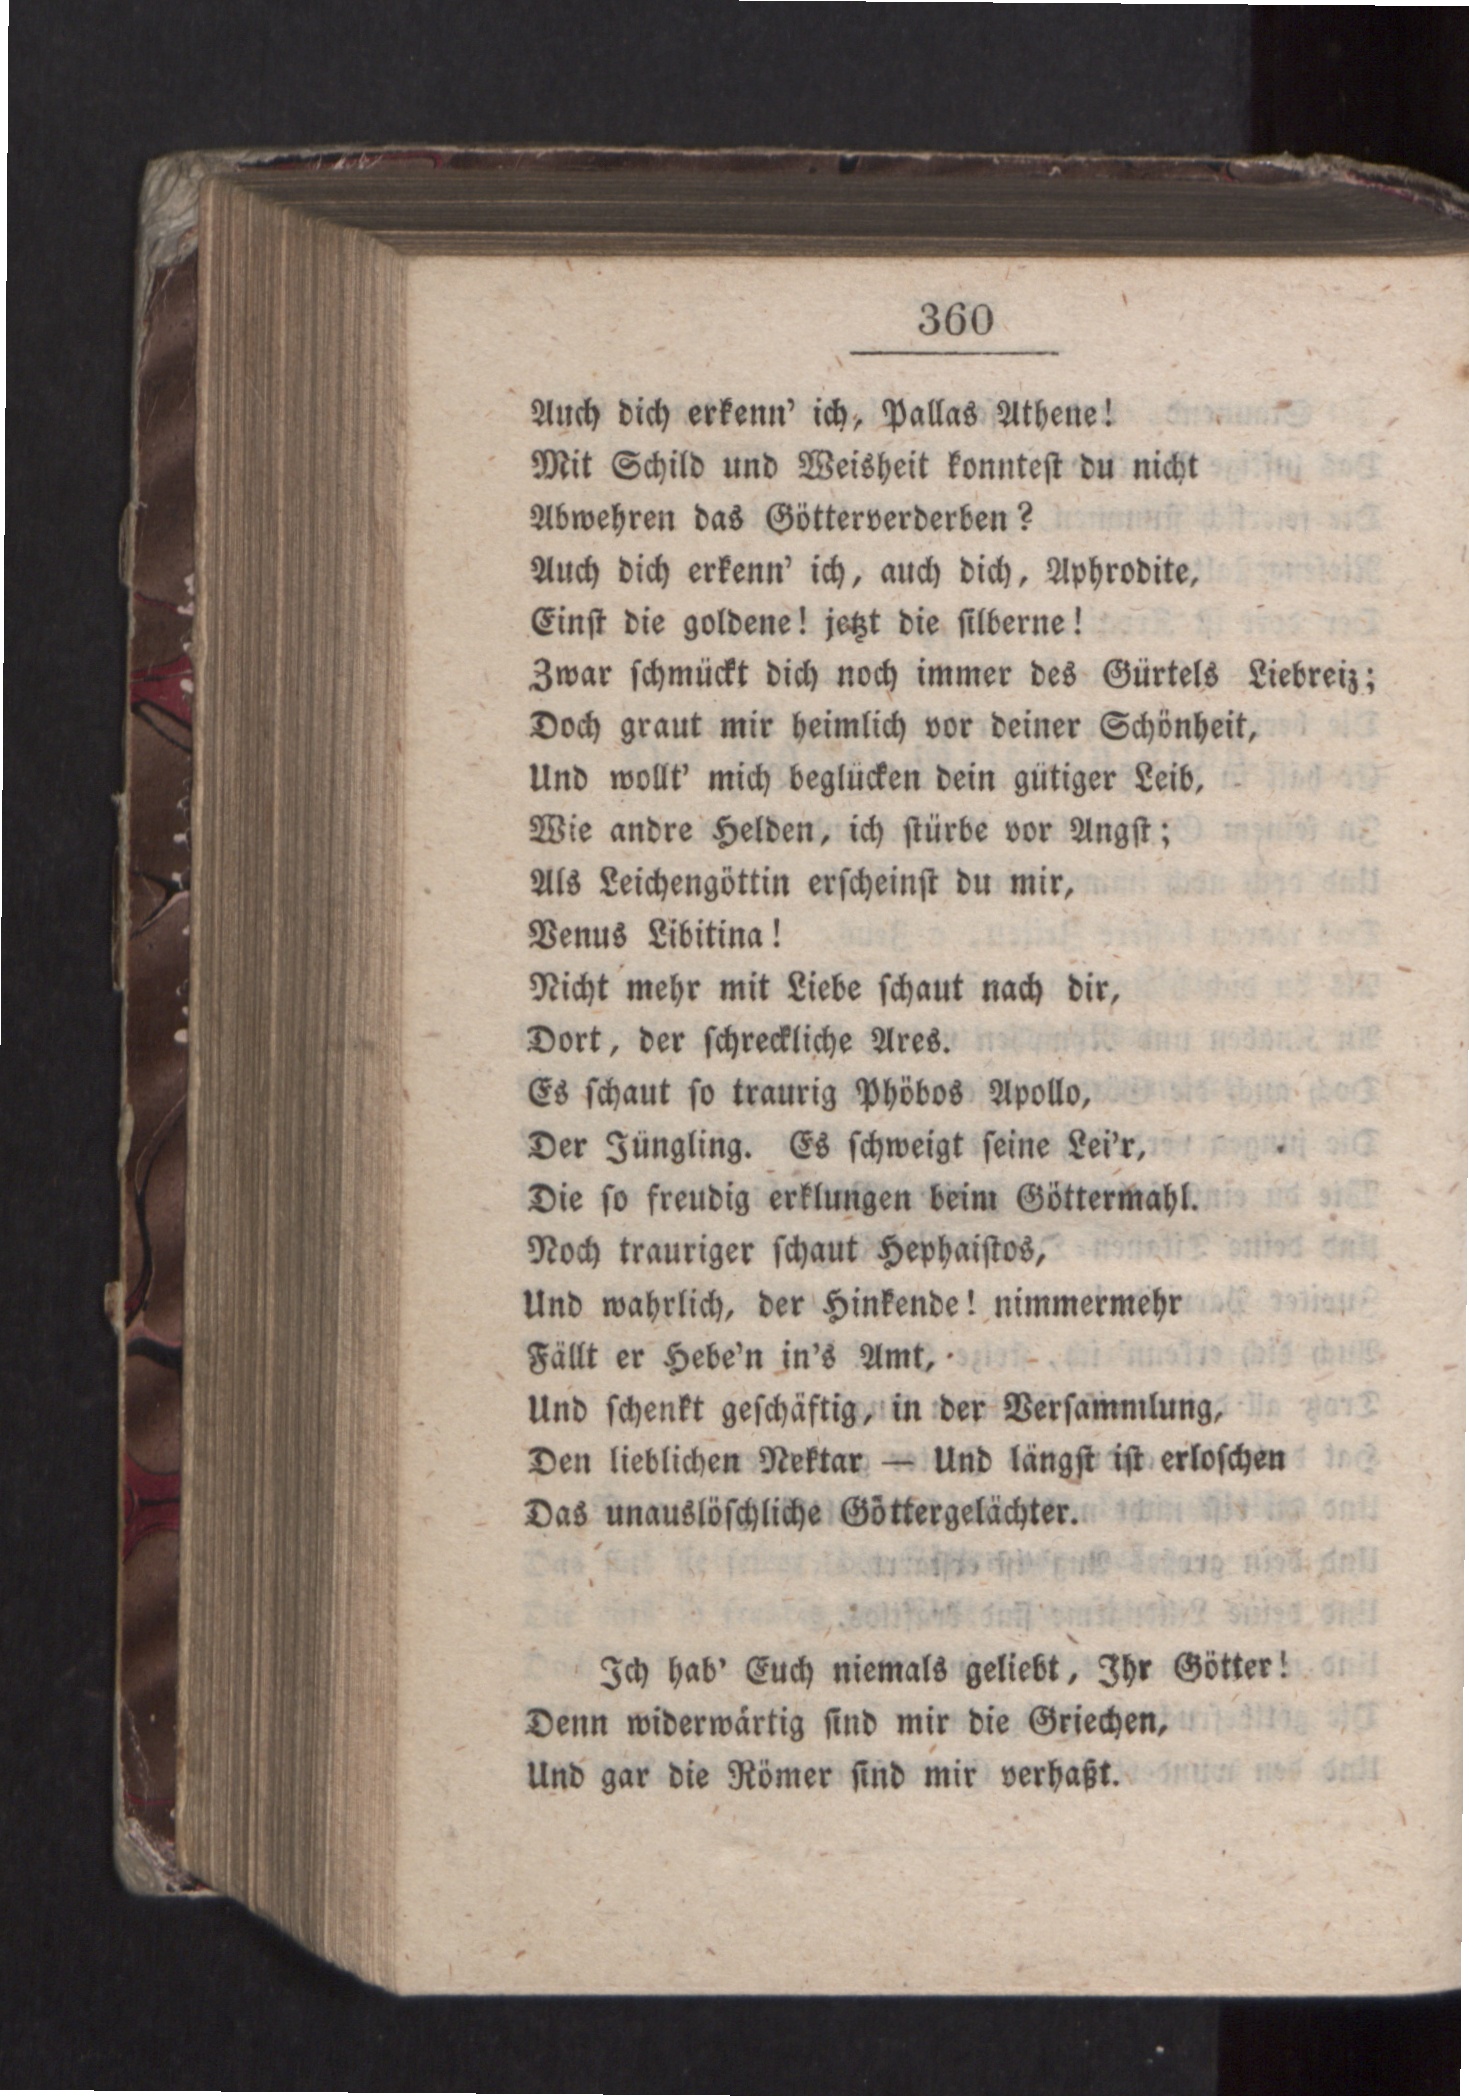 360
Auch dich erkenn' ich, Pallas Athene!
Mit Schild und Weisheit konntest du nicht
Abwehren das Götterverderben?
Auch dich erkenn' ich, auch dich, Aphrodite,
Einst die goldene! jetzt die silberne!
Zwar schmückt dich noch immer des Gürtels Liebreiz;
Doch graut mir heimlich vor deiner Schönheit,
Und wollt' mich beglücken dein gütiger Leib,
Wie andre Helden, ich stürbe vor Angst;
Als Leichengöttin erscheinst du mir,
Venus Libitina!
Nicht mehr mit Liebe schaut nach dir,
Dort, der schreckliche Ares.
Es schaut so traurig Phöbos Apollo,
Der Jüngling. Es schweigt seine Lei'r,
Die so freudig erklungen beim Göttermahl.
Noch trauriger schaut Hephaistos,
Und wahrlich, der Hinkende! nimmermehr
Fällt er Hebe'n in's Amt,
Und schenkt geschäftig, in der Versammlung,
Den lieblichen Nektar — Und längst ist erloschen
Das unauslöschliche Göttergelächter.
Ich hab' Euch niemals geliebt, Ihr Götter!
Denn widerwärtig sind mir die Griechen,
Und gar die Römer sind mir verhaßt.